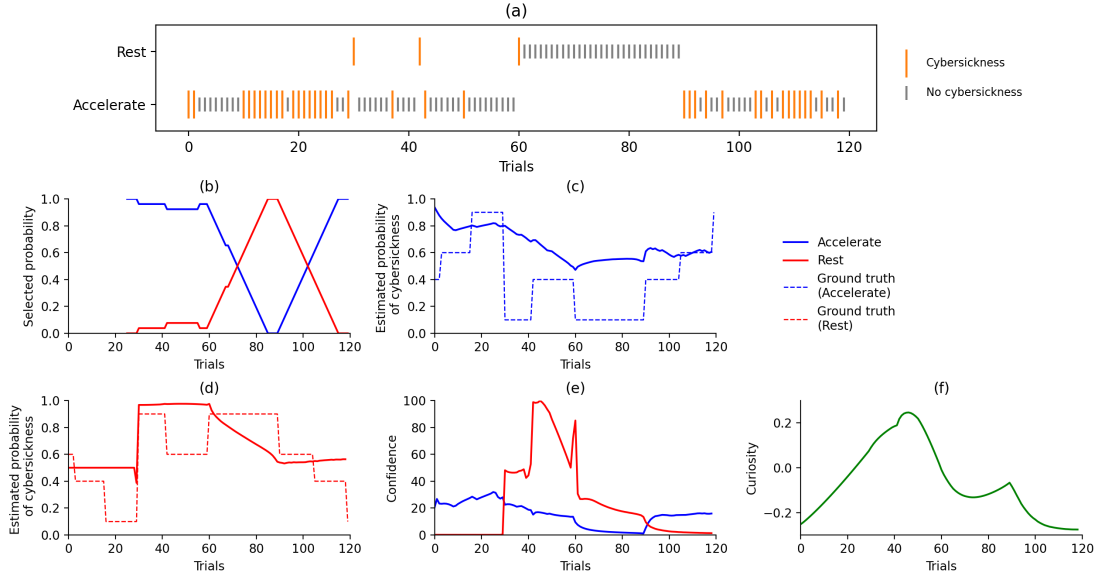 (a)
Rest
Accelerate
0 20 40 60 80 100 120
Trials
Cybersickness
No cybersickness
(b)
Selected probability
1.0
0.8
0.6
0.4
0.2
0.0
0 20 40 60 80 100 120
Trials
(c)
Estimated probability
of cybersickness
1.0
0.8
0.6
0.4
0.2
0.0
0 20 40 60 80 100 120
Trials
Accelerate
Rest
Ground truth
(Accelerate)
Ground truth
(Rest)
(d)
Estimated probability
of cybersickness
1.0
0.8
0.6
0.4
0.2
0.0
0 20 40 60 80 100 120
Trials
(e)
Confidence
100
80
60
40
20
0
0 20 40 60 80 100 120
Trials
(f)
Curiosity
0.2
0.0
−0.2
0 20 40 60 80 100 120
Trials